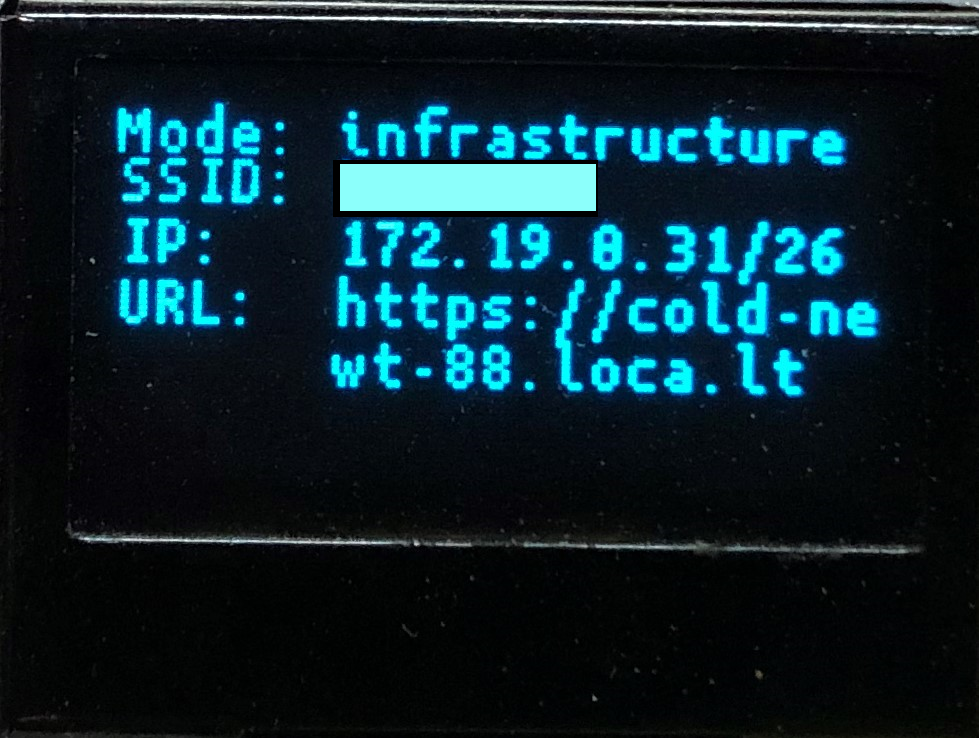 Mode: infrastructure
SSID:
IP: 172.19.0.31/26
URL: https://cold-ne
wt-88.loca.lt